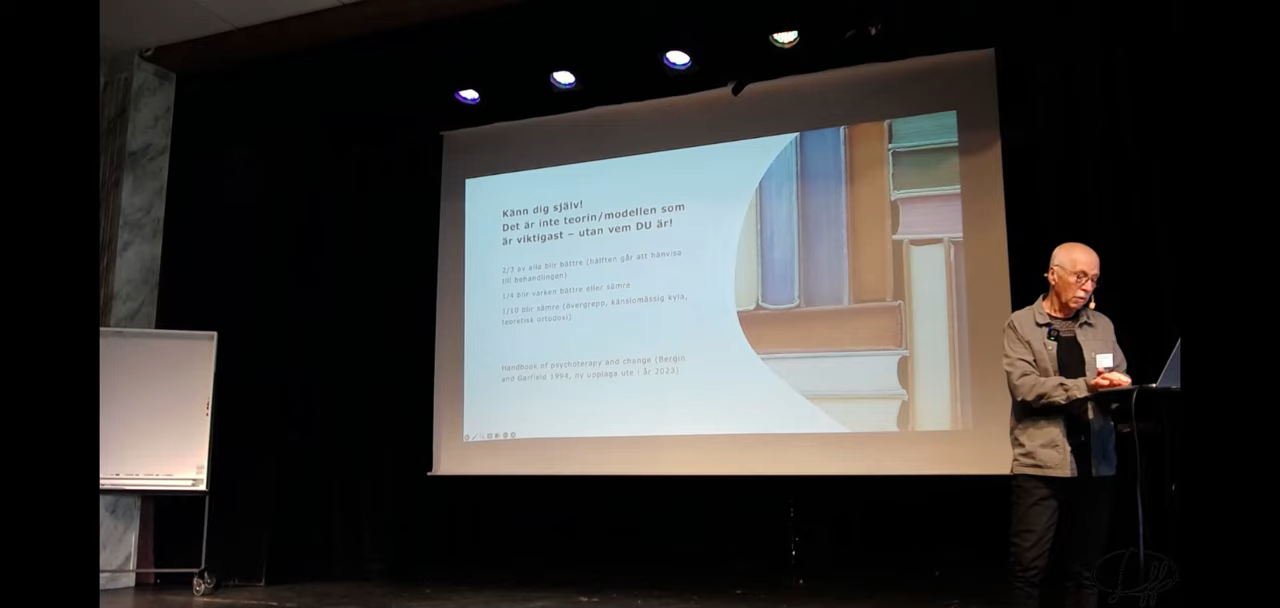 Känn dig själv!
Det är inte teorin/modellen som
är viktigast – utan vem DU är!
2/3 av alla blir bättre (hälften går att hänvisa
till behandlingen)
1/4 blir varken bättre eller sämre
1/10 blir sämre (övergrepp, känslomässig kyla,
teoretisk ortodoxi)
Handbook of psychoterapy and change (Bergin
and Garfield 1994, ny upplaga ute i år 2023)